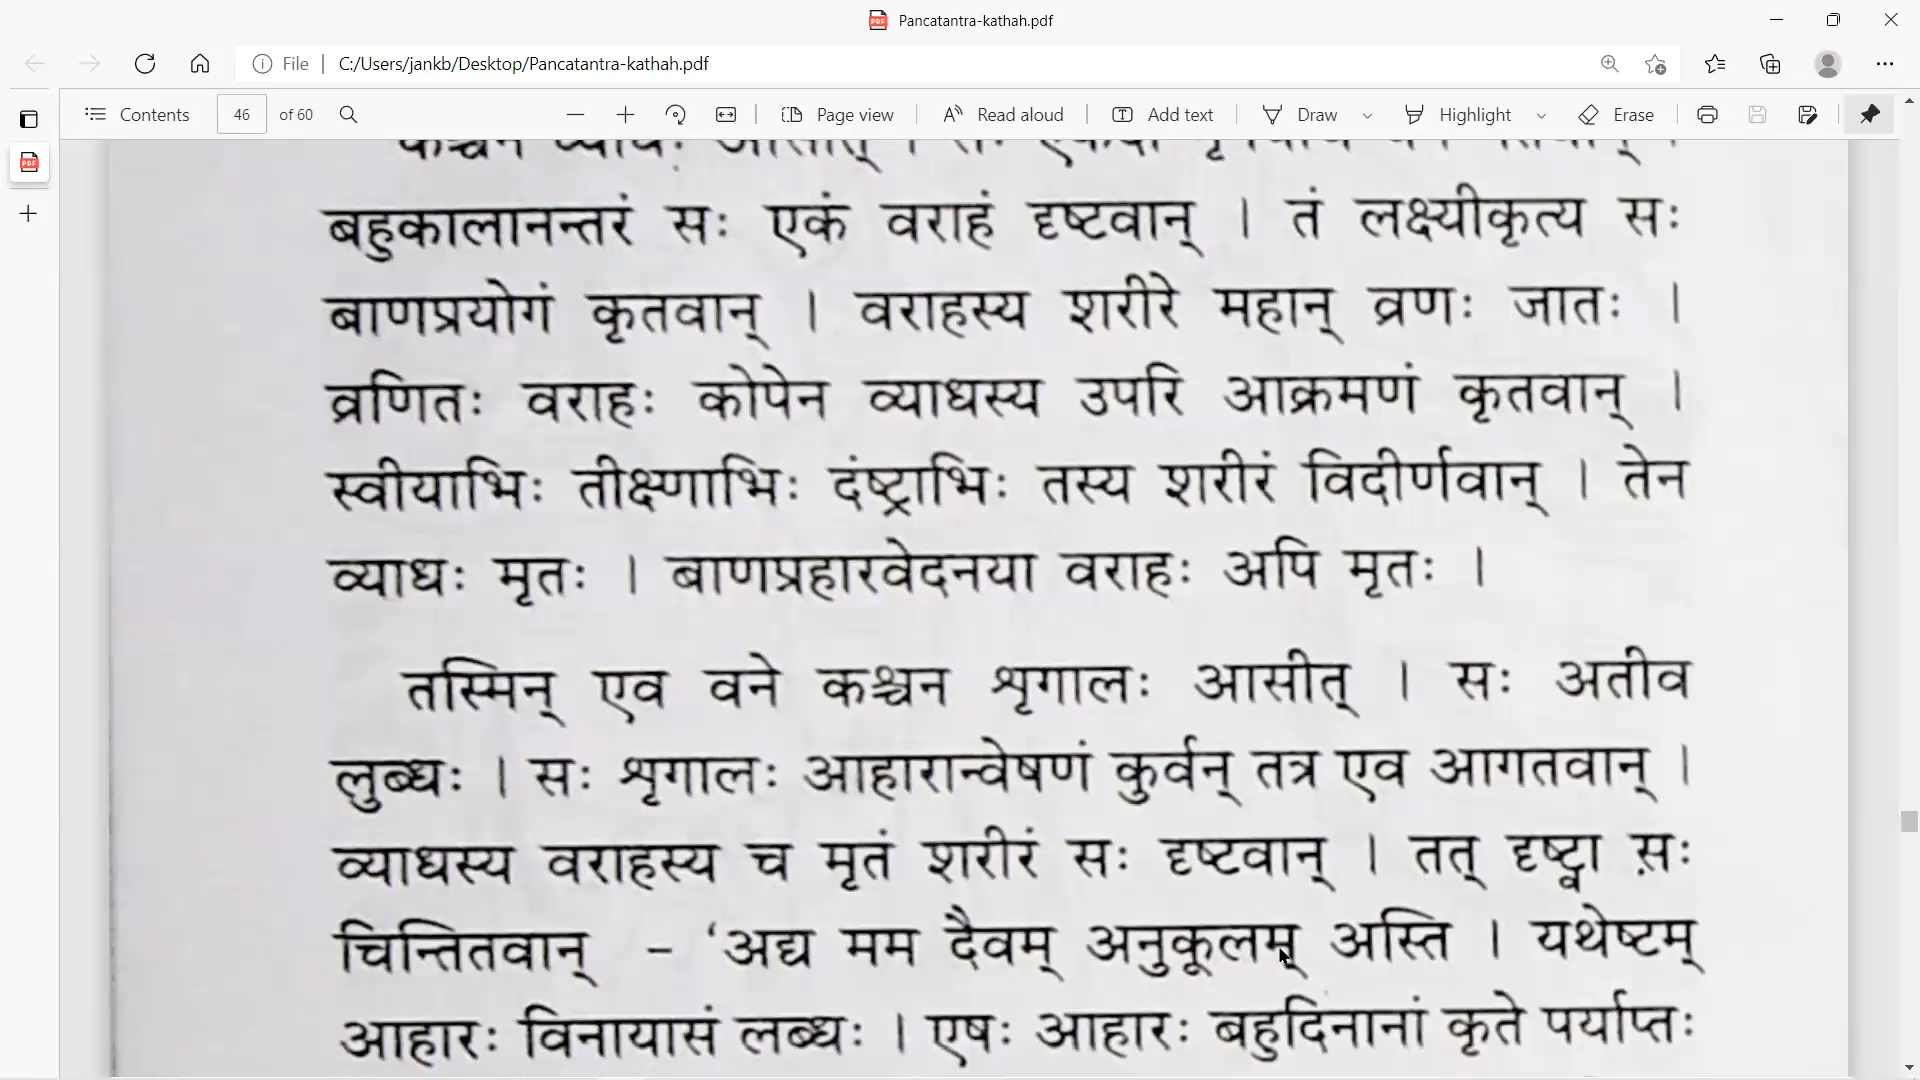 Pancatantra-kathah.pdf
File | C:/Users/jankb/Desktop/Pancatantra-kathah.pdf
Contents 46 of 60 Page view Read aloud Add text Draw Highlight Erase
बहुकालानन्तरं सः एकं वराहं दृष्टवान् । तं लक्ष्यीकृत्य सः
बाणप्रयोगं कृतवान् । वराहस्य शरीरे महान् व्रणः जातः ।
व्रणितः वराहः कोपेन व्याधस्य उपरि आक्रमणं कृतवान् ।
स्वीयाभिः तीक्ष्णाभिः दंष्ट्राभिः तस्य शरीरं विदीर्णवान् । तेन
व्याधः मृतः । बाणप्रहारवेदनया वराहः अपि मृतः ।
तस्मिन् एव वने कश्चन शृगालः आसीत् । सः अतीव
लुब्धः । सः शृगालः आहारान्वेषणं कुर्वन् तत्र एव आगतवान् ।
व्याधस्य वराहस्य च मृतं शरीरं सः दृष्टवान् । तत् दृष्ट्वा सः
चिन्तितवान् - ‘अद्य मम दैवम् अनुकूलम् अस्ति । यथेष्टम्
आहारः विनायासं लब्धः । एषः आहारः बहुदिनानां कृते पर्याप्तः